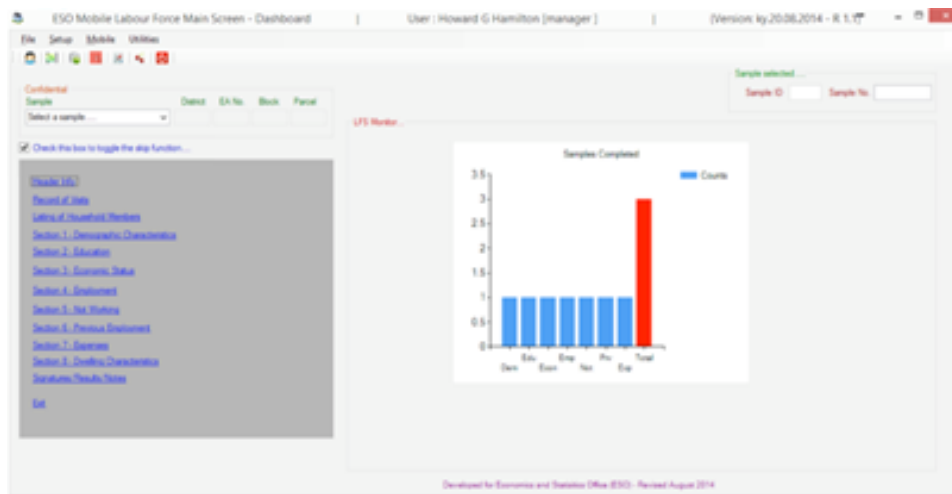 ESO Mobile Labour Force Main Screen - Dashboard | User : Howard G Hamilton [manager ] | [Version: ky.20.08.2014 - R 1.1]
File Setup Mobile Utilities
Confidential
Sample District EA No. Block Parcel
Select a sample ....
Sample selected ....
Sample ID Sample No.
Check this box to toggle the skip function....
LFS Monitor...
Header Info
Record of Visits
Listing of Household Members
Section 1 - Demographic Characteristics
Section 2 - Education
Section 3 - Economic Status
Section 4 - Employment
Section 5 - Not Working
Section 6 - Previous Employment
Section 7 - Expenses
Section 8 - Dwelling Characteristics
Signatures/Results/Notes
Exit
Samples Completed
Counts
3.5
3
2.5
2
1.5
1
0.5
0
Edu Emp Prv Total
Dem Econ Not Exp
Developed for Economics and Statistics Office (ESO) - Revised August 2014